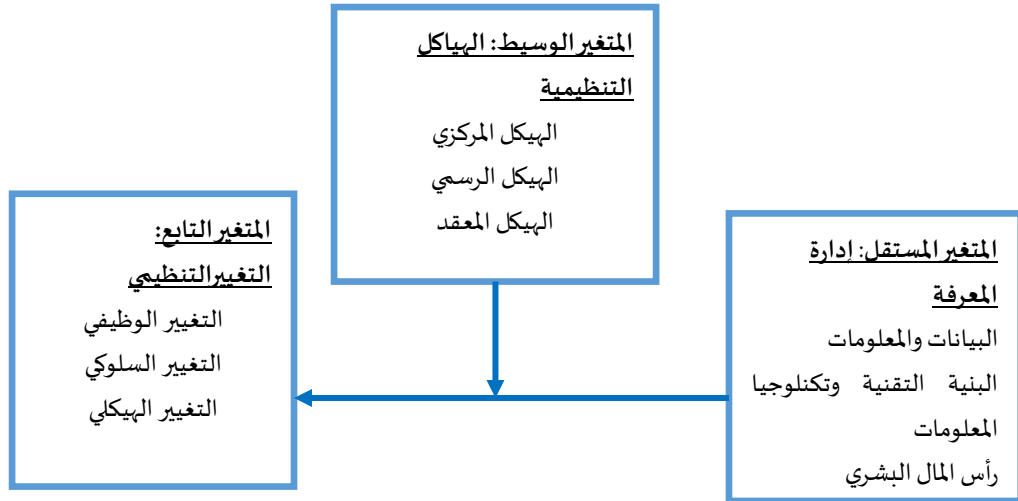 المتغير الوسيط: الهياكل
التنظيمية
الهيكل المركزي
الهيكل الرسمي
الهيكل المعقد
المتغير المستقل: إدارة
المعرفة
البيانات والمعلومات
البنية التقنية وتكنلوجيا
المعلومات
رأس المال البشري
المتغير التابع:
التغيير التنظيمي
التغيير الوظيفي
التغيير السلوكي
التغيير الهيكلي